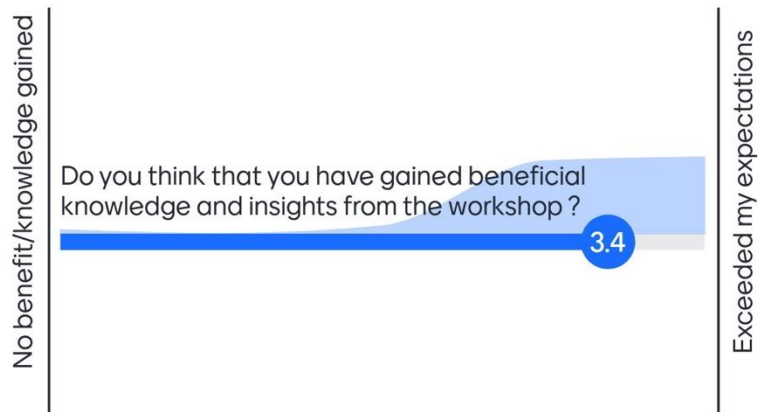 No benefit/knowledge gained
Do you think that you have gained beneficial
knowledge and insights from the workshop ?
3.4
Exceeded my expectations